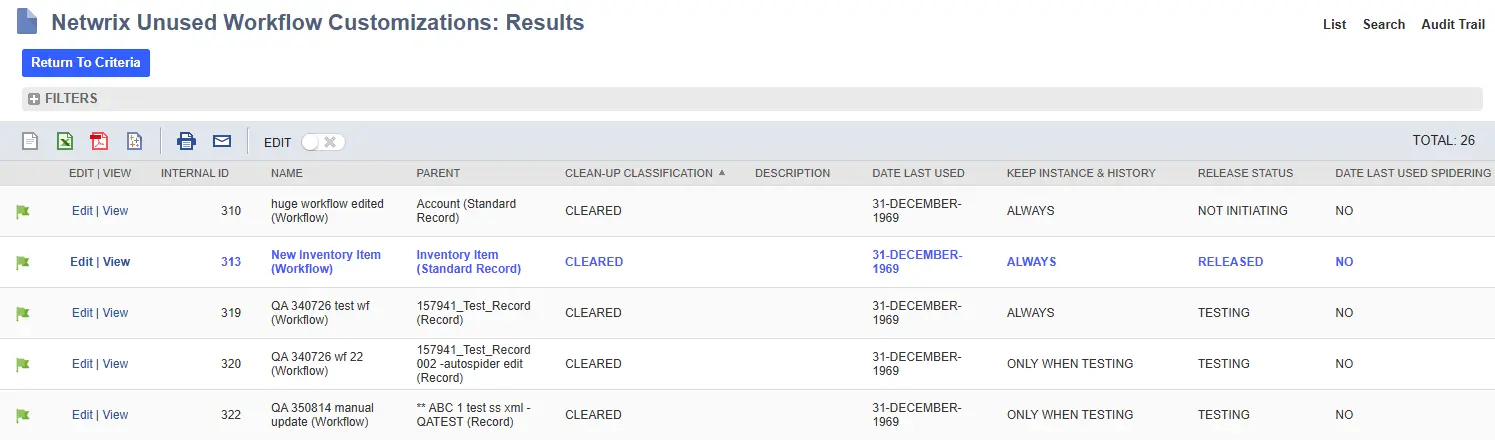 Netwrix Unused Workflow Customizations: Results
List Search Audit Trail
Return To Criteria
FILTERS
EDIT
TOTAL: 26
EDIT | VIEW INTERNAL ID NAME PARENT CLEAN-UP CLASSIFICATION DESCRIPTION DATE LAST USED KEEP INSTANCE & HISTORY RELEASE STATUS DATE LAST USED SPIDERING
Edit | View 310 huge workflow edited (Workflow) Account (Standard Record) CLEARED 31-DECEMBER-1969 ALWAYS NOT INITIATING NO
Edit | View 313 New Inventory Item (Workflow) Inventory Item (Standard Record) CLEARED 31-DECEMBER-1969 ALWAYS RELEASED NO
Edit | View 319 QA 340726 test wf (Workflow) 157941_Test_Record (Record) CLEARED 31-DECEMBER-1969 ALWAYS TESTING NO
Edit | View 320 QA 340726 wf 22 (Workflow) 157941_Test_Record 002 -autospider edit (Record) CLEARED 31-DECEMBER-1969 ONLY WHEN TESTING TESTING NO
Edit | View 322 QA 350814 manual update (Workflow) ** ABC 1 test ss xml - QATEST (Record) CLEARED 31-DECEMBER-1969 ONLY WHEN TESTING TESTING NO